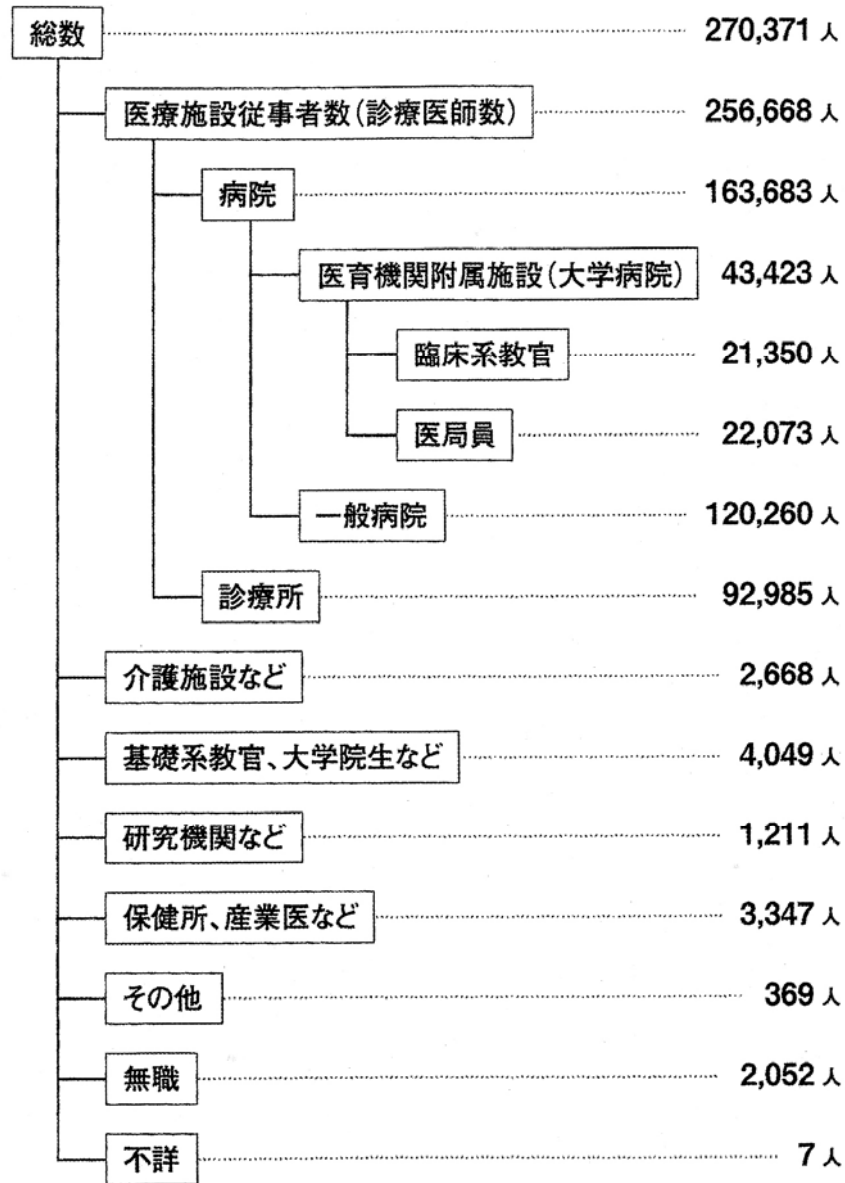 総数 270,371 人
医療施設従事者数(診療医師数) 256,668 人
病院 163,683 人
医育機関附属施設(大学病院) 43,423 人
臨床系教官 21,350 人
医局員 22,073 人
一般病院 120,260 人
診療所 92,985 人
介護施設など 2,668 人
基礎系教官、大学院生など 4,049 人
研究機関など 1,211 人
保健所、産業医など 3,347 人
その他 369 人
無職 2,052 人
不詳 7 人